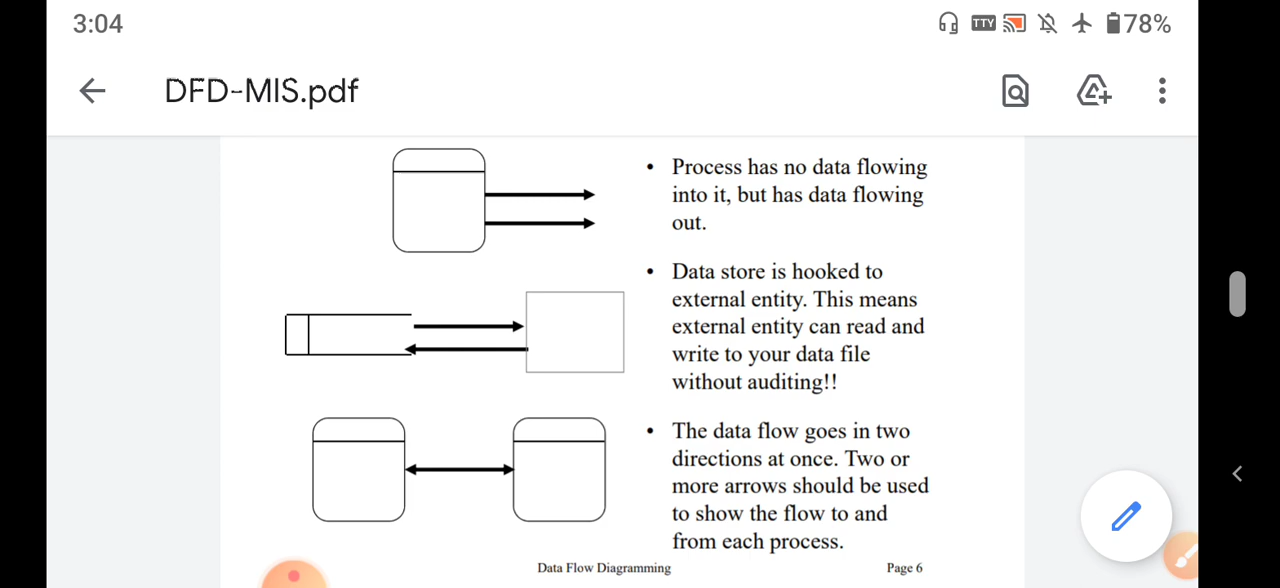 3:04
TTY
78%
DFD-MIS.pdf
• Process has no data flowing
into it, but has data flowing
out.
• Data store is hooked to
external entity. This means
external entity can read and
write to your data file
without auditing!!
• The data flow goes in two
directions at once. Two or
more arrows should be used
to show the flow to and
from each process.
Data Flow Diagramming
Page 6